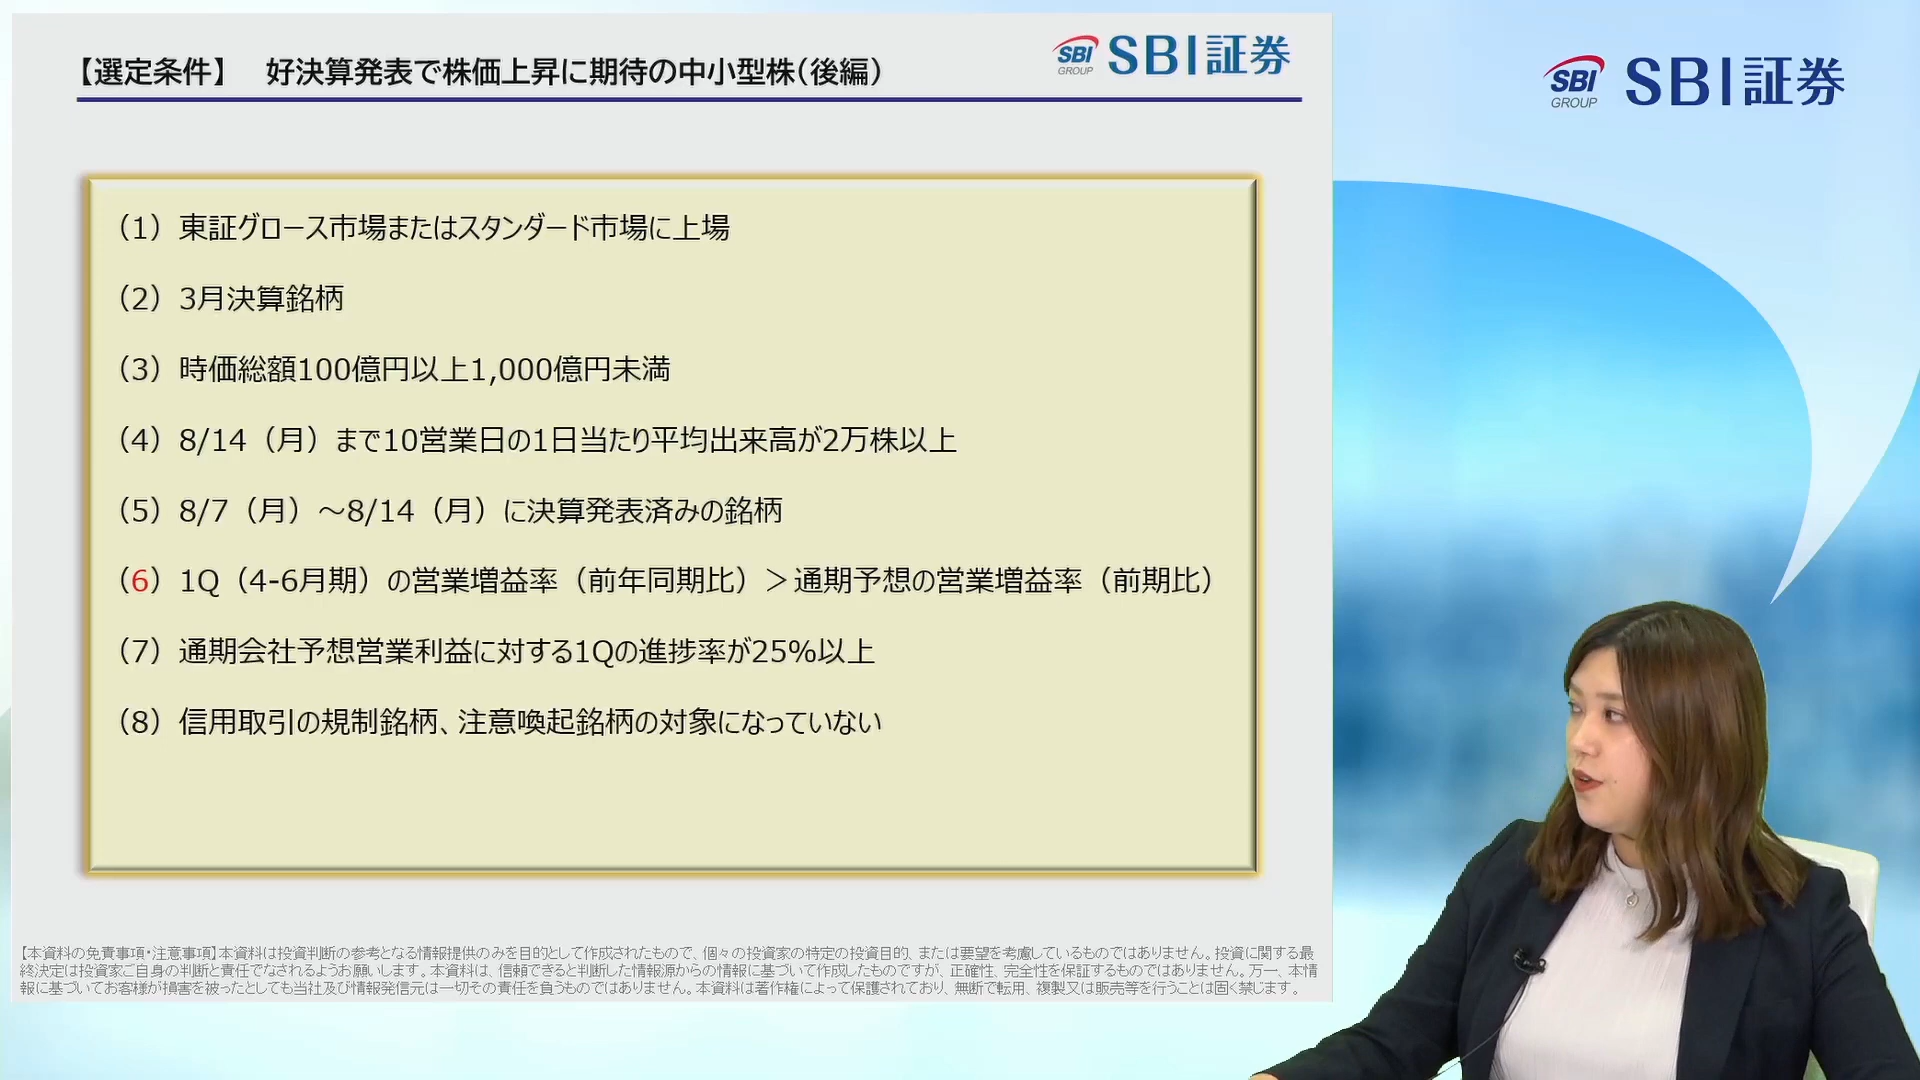 【選定条件】 好決算発表で株価上昇に期待の中小型株(後編)
SBI GROUP SBI証券
SBI GROUP SBI証券
(1) 東証グロース市場またはスタンダード市場に上場
(2) 3月決算銘柄
(3) 時価総額100億円以上1,000億円未満
(4) 8/14(月)まで10営業日の1日当たり平均出来高が2万株以上
(5) 8/7(月)～8/14(月)に決算発表済みの銘柄
(6) 1Q(4-6月期)の営業増益率(前年同期比)＞通期予想の営業増益率(前期比)
(7) 通期会社予想営業利益に対する1Qの進捗率が25%以上
(8) 信用取引の規制銘柄、注意喚起銘柄の対象になっていない
【本資料の免責事項・注意事項】本資料は投資判断の参考となる情報提供のみを目的として作成されたもので、個々の投資家の特定の投資目的、または要望を考慮しているものではありません。投資に関する最
終決定は投資家ご自身の判断と責任でなされるようお願いします。本資料は、信頼できると判断した情報源からの情報に基づいて作成したものですが、正確性、完全性を保証するものではありません。万一、本情
報に基づいてお客様が損害を被ったとしても当社及び情報発信元は一切その責任を負うものではありません。本資料は著作権によって保護されており、無断で転用、複製又は販売等を行うことは固く禁じます。